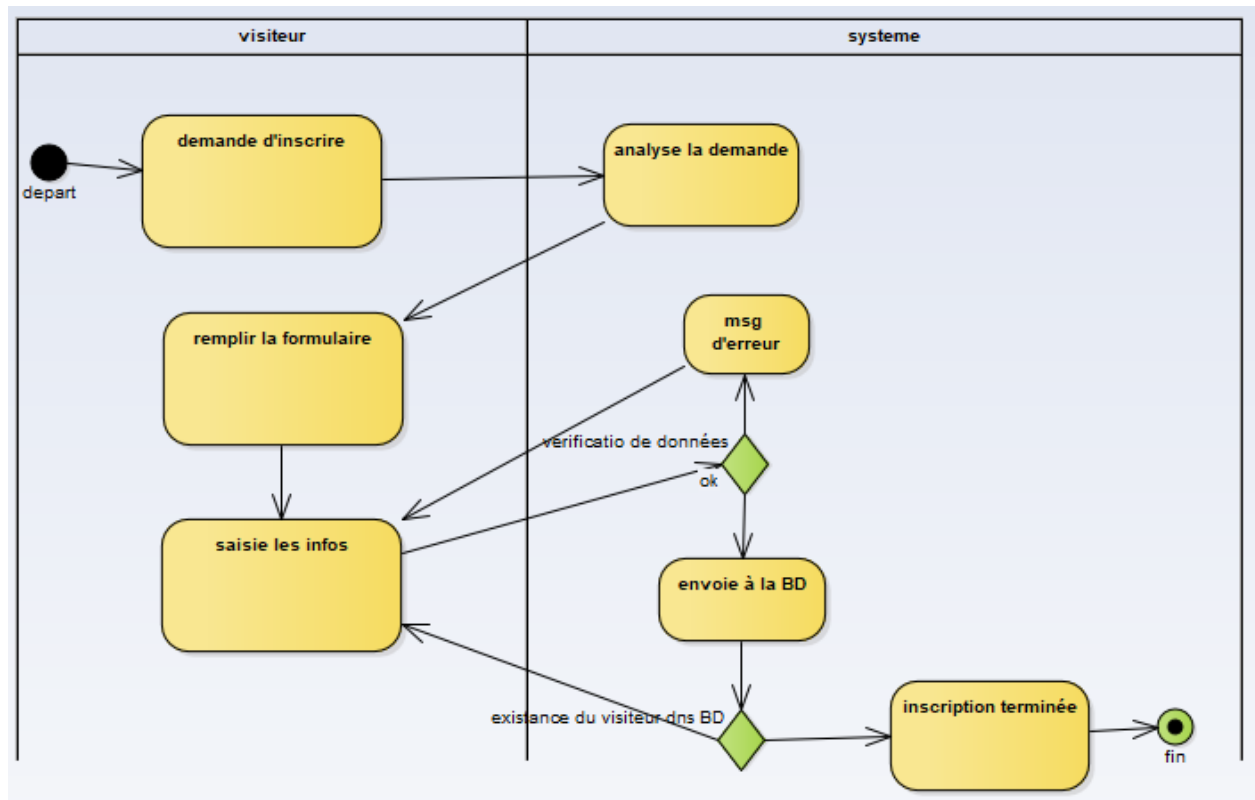 visiteur
systeme
demande d'inscrire
analyse la demande
depart
remplir la formulaire
msg
d'erreur
verificatio de données
ok
saisie les infos
envoie à la BD
existance du visiteur dns BD
inscription terminée
fin